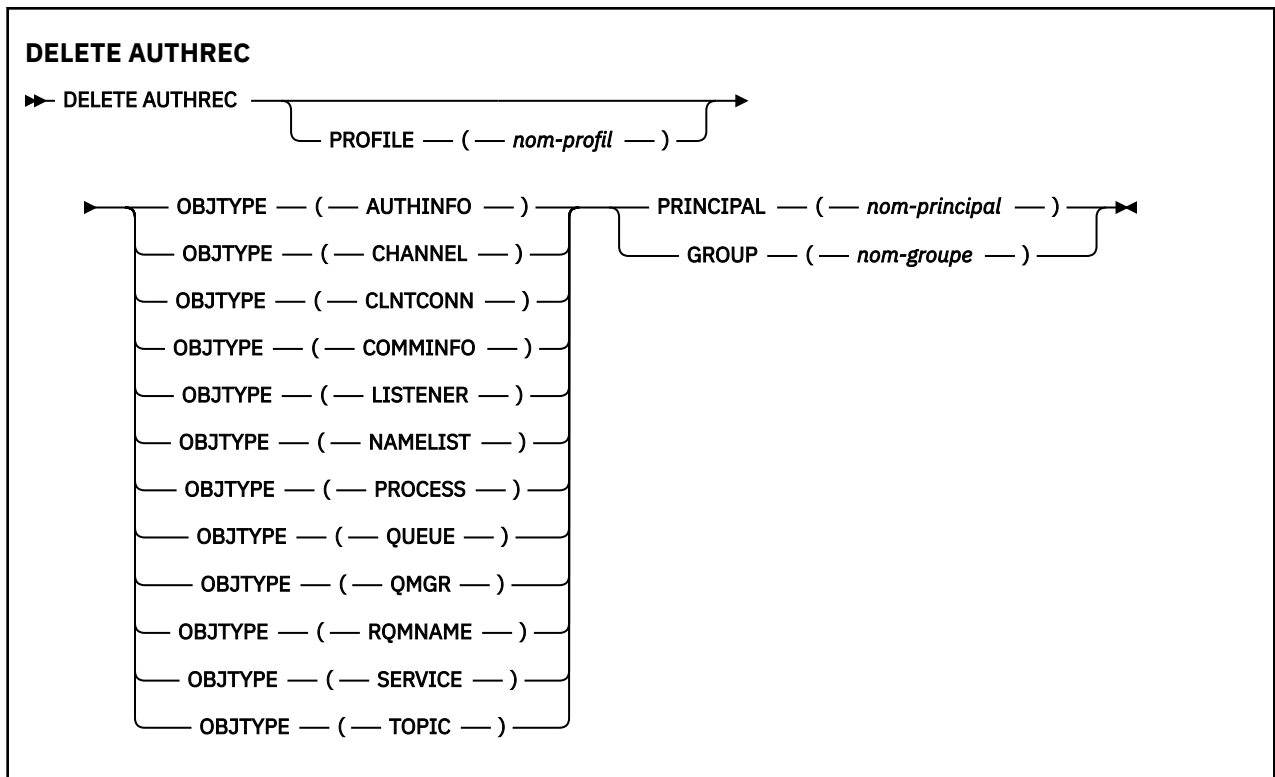 DELETE AUTHREC
DELETE AUTHREC
PROFILE ( nom-profil )
OBJTYPE ( AUTHINFO ) PRINCIPAL ( nom-principal )
OBJTYPE ( CHANNEL ) GROUP ( nom-groupe )
OBJTYPE ( CLNTCONN )
OBJTYPE ( COMMINFO )
OBJTYPE ( LISTENER )
OBJTYPE ( NAMELIST )
OBJTYPE ( PROCESS )
OBJTYPE ( QUEUE )
OBJTYPE ( QMGR )
OBJTYPE ( RQMNAME )
OBJTYPE ( SERVICE )
OBJTYPE ( TOPIC )